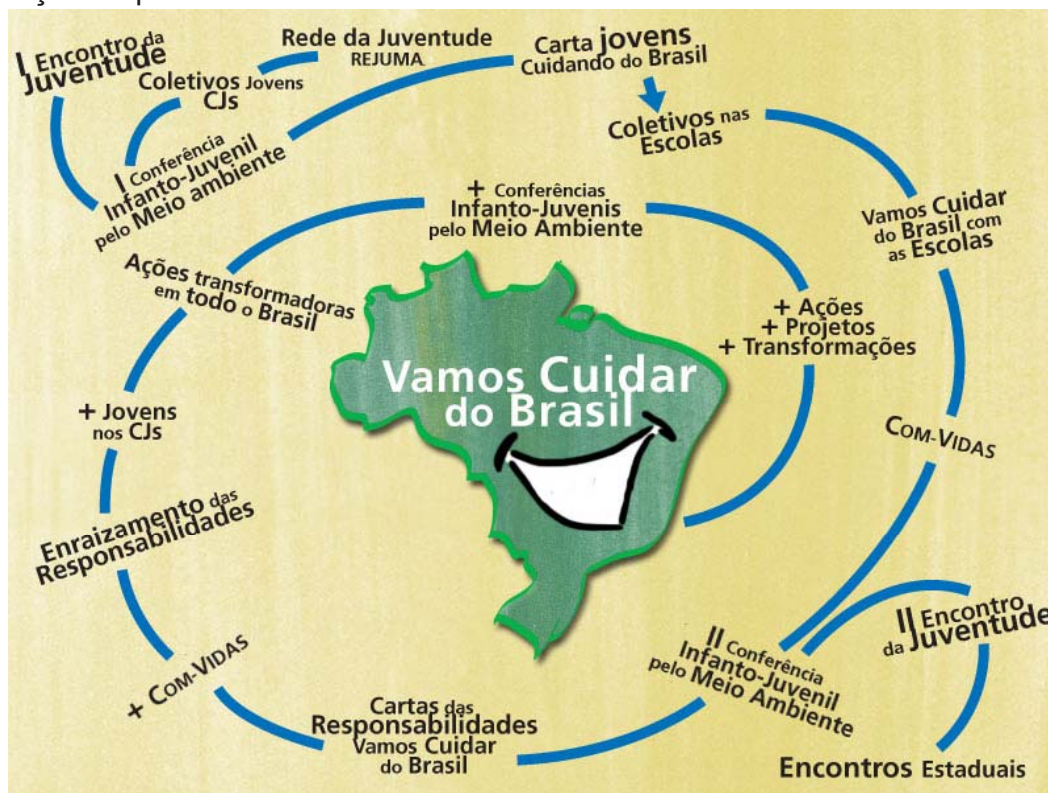 I Encontro da
Juventude
Coletivos Jovens
CJs
Rede da Juventude
REJUMA
I Conferência
Infanto-Juvenil
pelo Meio ambiente
Carta jovens
Cuidando do Brasil
Coletivos nas
Escolas
Vamos Cuidar
do Brasil com
as Escolas
COM-VIDAS
II Conferência
Infanto-Juvenil
pelo Meio Ambiente
II Encontro
da Juventude
Encontros Estaduais
Cartas das
Responsabilidades
Vamos Cuidar
do Brasil
+ COM-VIDAS
Enraizamento das
Responsabilidades
+ Jovens
nos CJs
Ações transformadoras
em todo o Brasil
+ Conferências
Infanto-Juvenis
pelo Meio Ambiente
+ Ações
+ Projetos
+ Transformações
Vamos Cuidar
do Brasil